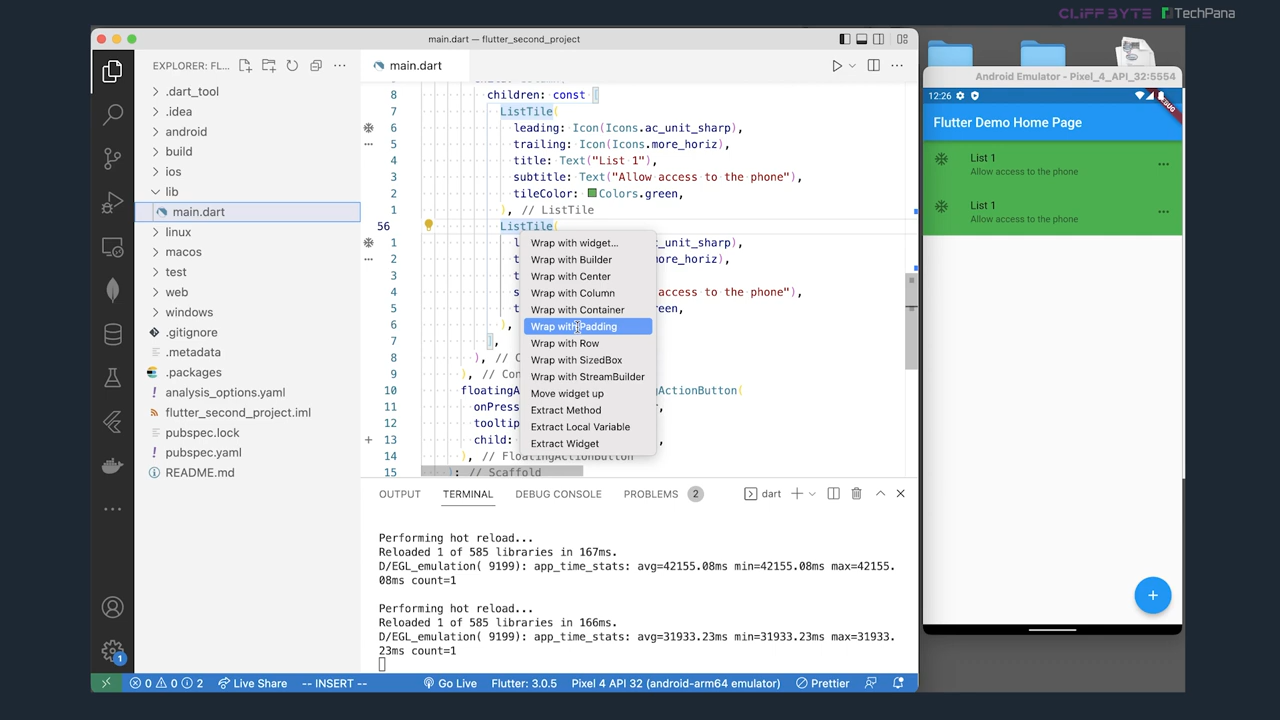 CLIFF BYTE TechPana
main.dart — flutter_second_project
EXPLORER: FL...
main.dart
Android Emulator - Pixel_4_API_32:5554
12:26
DEBUG
Flutter Demo Home Page
List 1
Allow access to the phone
List 1
Allow access to the phone
.dart_tool
.idea
android
build
ios
lib
main.dart
linux
macos
test
web
windows
.gitignore
.metadata
.packages
analysis_options.yaml
flutter_second_project.iml
pubspec.lock
pubspec.yaml
README.md
8 children: const [
7 ListTile(
6 leading: Icon(Icons.ac_unit_sharp),
5 trailing: Icon(Icons.more_horiz),
4 title: Text("List 1"),
3 subtitle: Text("Allow access to the phone"),
2 tileColor: Colors.green,
1 ), // ListTile
56 ListTile(
1 l ac_unit_sharp),
2 t more_horiz),
3 t
4 s access to the phone"),
5 t een,
6 ),
7 ],
8 ), // C
9 ), // Con
10 floatingA ngActionButton(
11 onPress r,
12 tooltip
13 child: ,
14 ), // FloatingActionButton
15 ); // Scaffold
Wrap with widget...
Wrap with Builder
Wrap with Center
Wrap with Column
Wrap with Container
Wrap with Padding
Wrap with Row
Wrap with SizedBox
Wrap with StreamBuilder
Move widget up
Extract Method
Extract Local Variable
Extract Widget
OUTPUT TERMINAL DEBUG CONSOLE PROBLEMS 2 dart
Performing hot reload...
Reloaded 1 of 585 libraries in 167ms.
D/EGL_emulation( 9199): app_time_stats: avg=42155.08ms min=42155.08ms max=42155.
08ms count=1
Performing hot reload...
Reloaded 1 of 585 libraries in 166ms.
D/EGL_emulation( 9199): app_time_stats: avg=31933.23ms min=31933.23ms max=31933.
23ms count=1
1
0 0 2 Live Share -- INSERT -- Go Live Flutter: 3.0.5 Pixel 4 API 32 (android-arm64 emulator) Prettier